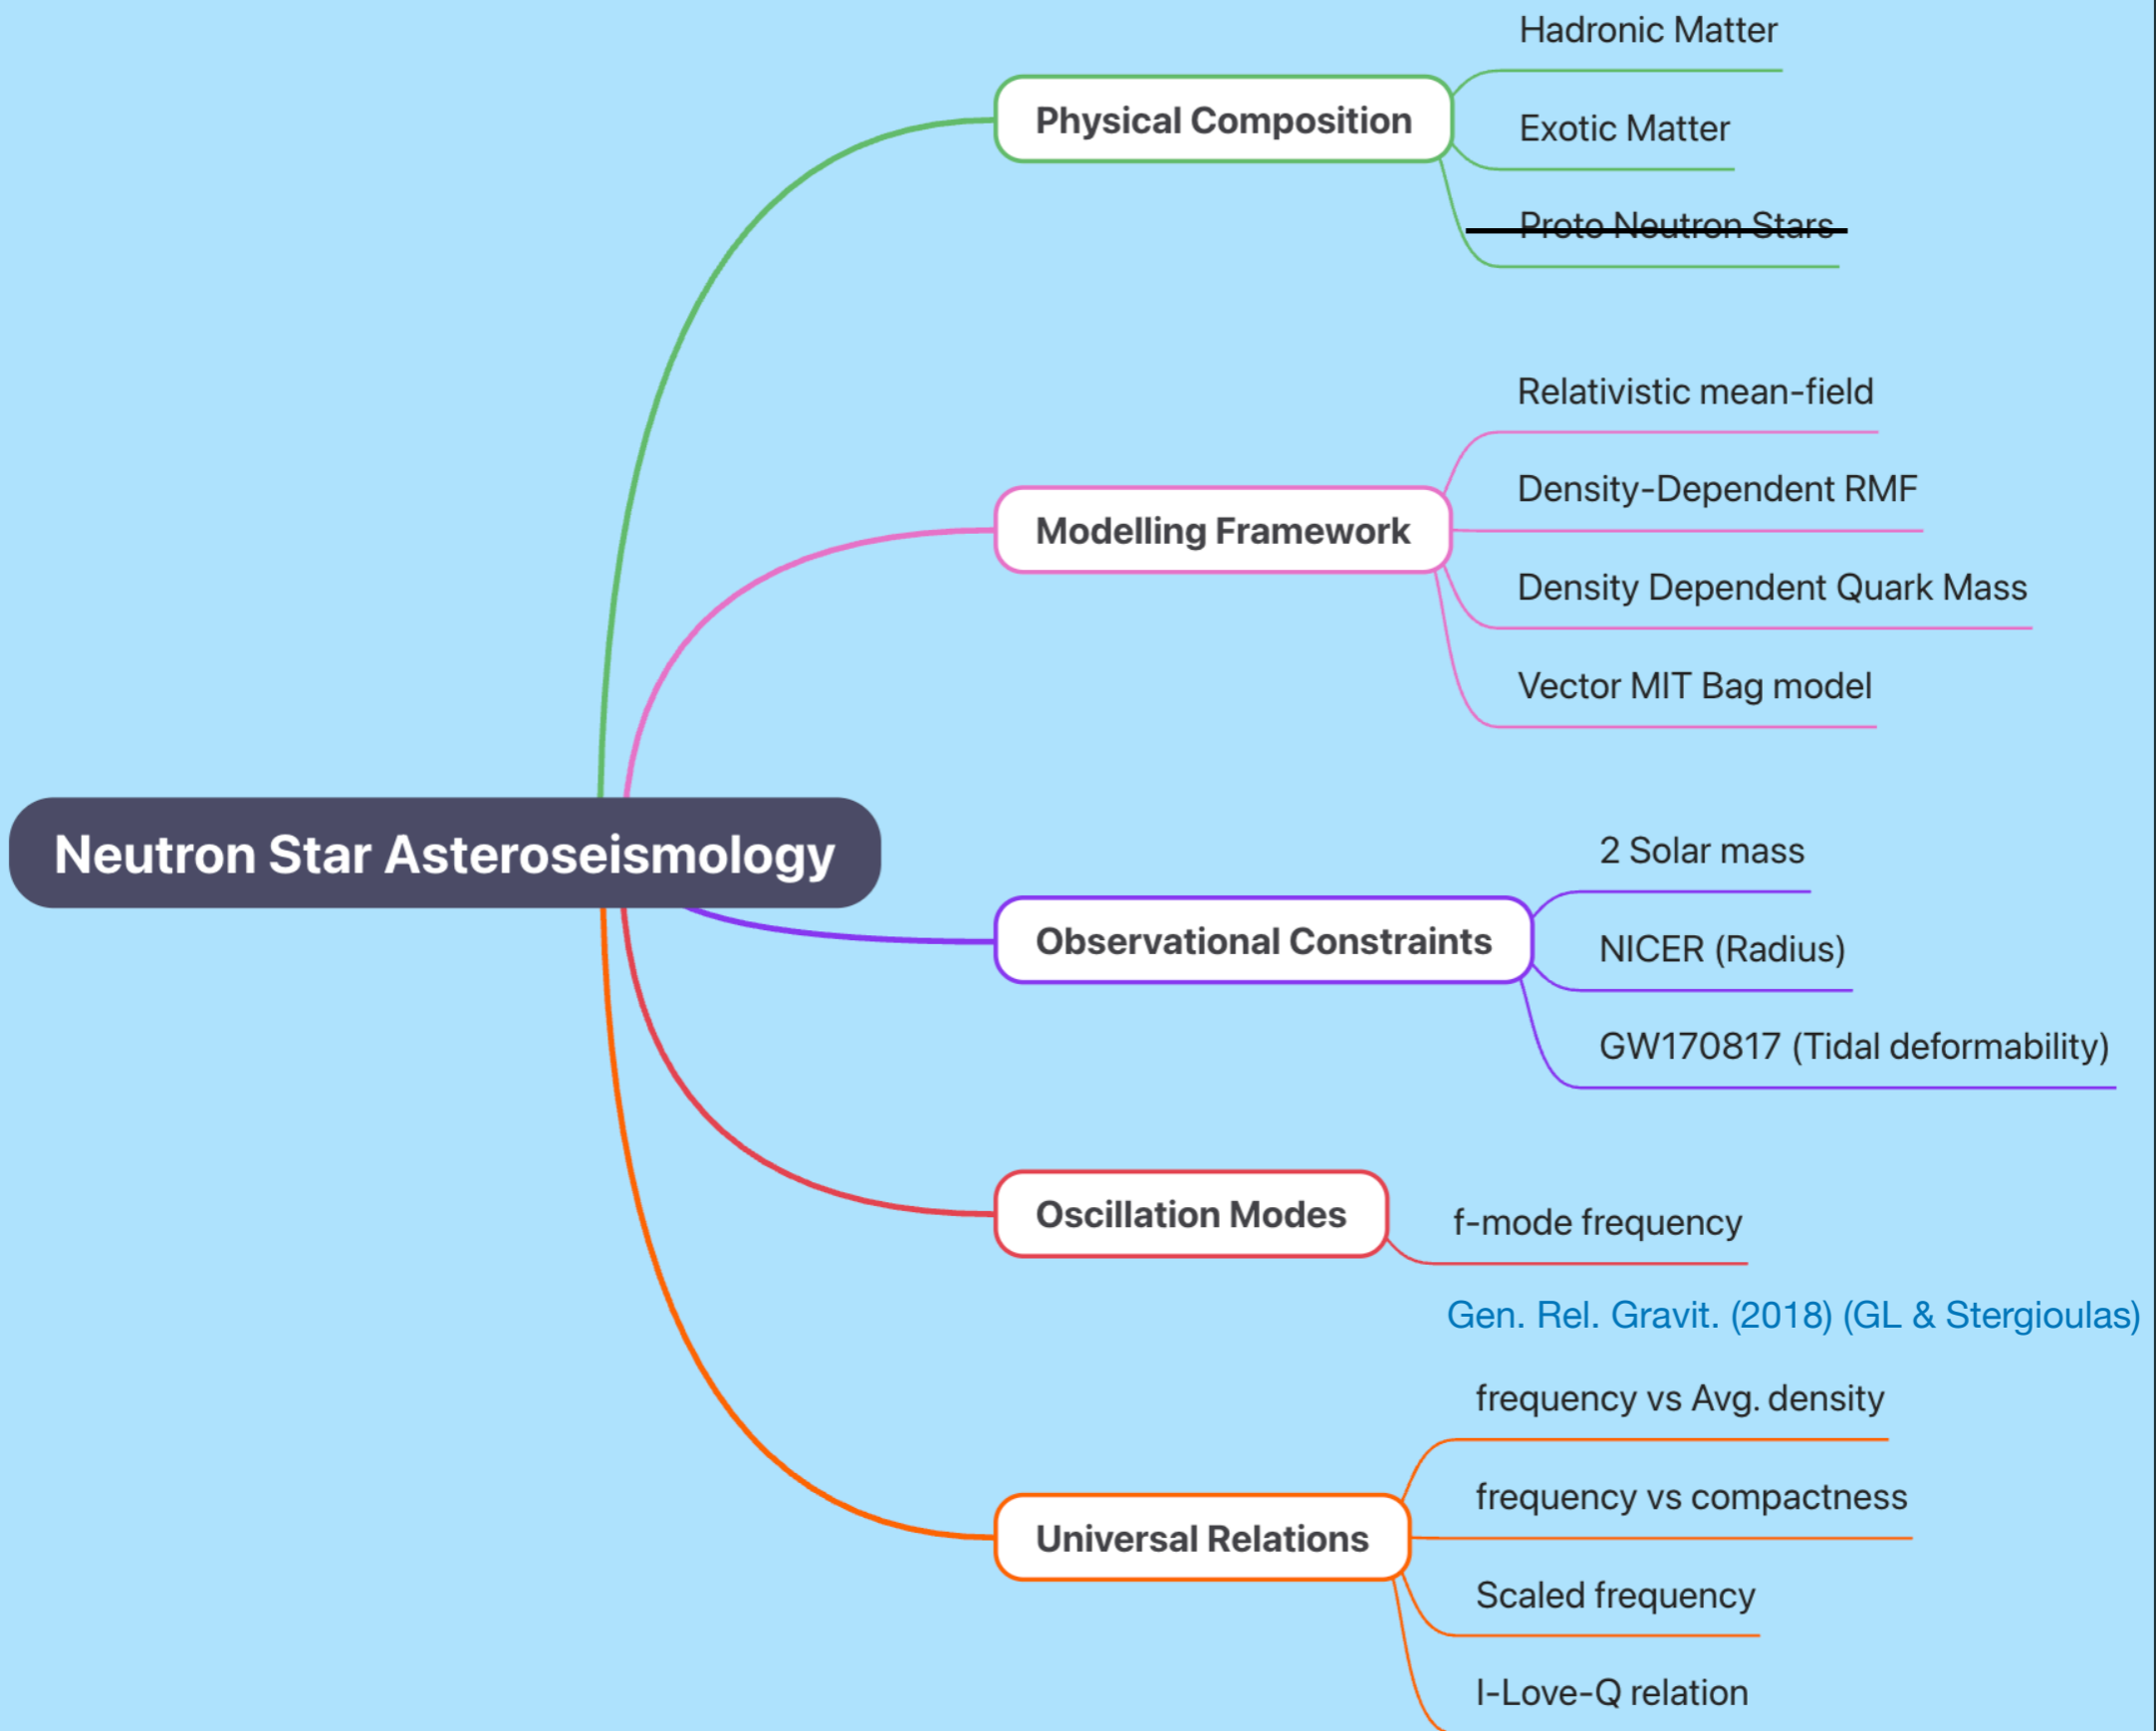 Neutron Star Asteroseismology
Physical Composition
Hadronic Matter
Exotic Matter
Proto Neutron Stars
Modelling Framework
Relativistic mean-field
Density-Dependent RMF
Density Dependent Quark Mass
Vector MIT Bag model
Observational Constraints
2 Solar mass
NICER (Radius)
GW170817 (Tidal deformability)
Oscillation Modes
f-mode frequency
Gen. Rel. Gravit. (2018) (GL & Stergioulas)
Universal Relations
frequency vs Avg. density
frequency vs compactness
Scaled frequency
I-Love-Q relation